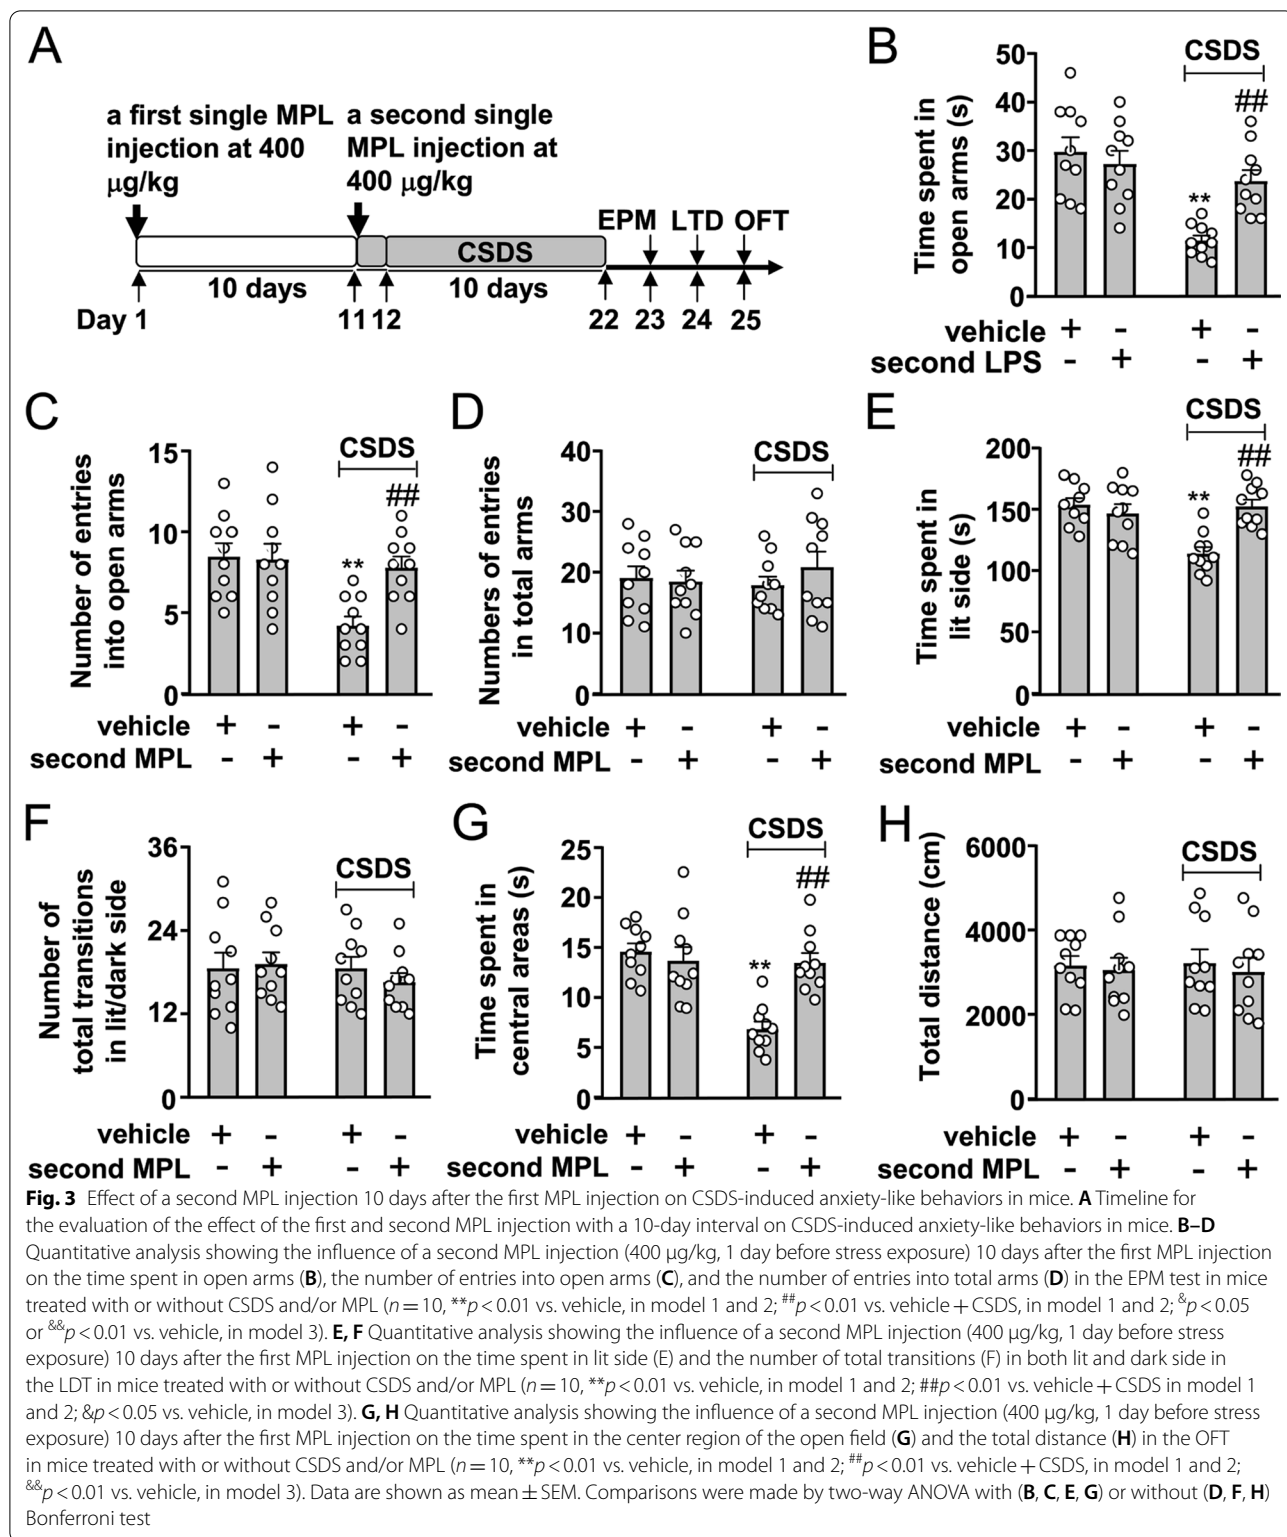 A
a first single MPL
injection at 400
µg/kg
a second single
MPL injection at
400 µg/kg
EPM LTD OFT
CSDS
10 days 10 days
Day 1 11 12 22 23 24 25
B
Time spent in
open arms (s)
50
40
30
20
10
0
CSDS
**
##
vehicle + - + -
second LPS - + - +
C
Number of entries
into open arms
15
10
5
0
CSDS
**
##
vehicle + - + -
second MPL - + - +
D
Numbers of entries
in total arms
40
30
20
10
0
CSDS
vehicle + - + -
second MPL - + - +
E
Time spent in
lit side (s)
200
150
100
50
0
CSDS
**
##
vehicle + - + -
second MPL - + - +
F
Number of
total transitions
in lit/dark side
36
24
12
0
CSDS
vehicle + - + -
second MPL - + - +
G
Time spent in
central areas (s)
25
20
15
10
5
0
CSDS
**
##
vehicle + - + -
second MPL - + - +
H
Total distance (cm)
6000
4000
2000
0
CSDS
vehicle + - + -
second MPL - + - +
Fig. 3 Effect of a second MPL injection 10 days after the first MPL injection on CSDS-induced anxiety-like behaviors in mice. A Timeline for
the evaluation of the effect of the first and second MPL injection with a 10-day interval on CSDS-induced anxiety-like behaviors in mice. B–D
Quantitative analysis showing the influence of a second MPL injection (400 µg/kg, 1 day before stress exposure) 10 days after the first MPL injection
on the time spent in open arms (B), the number of entries into open arms (C), and the number of entries into total arms (D) in the EPM test in mice
treated with or without CSDS and/or MPL (n = 10, **p < 0.01 vs. vehicle, in model 1 and 2; ##p < 0.01 vs. vehicle + CSDS, in model 1 and 2; &p < 0.05
or &&p < 0.01 vs. vehicle, in model 3). E, F Quantitative analysis showing the influence of a second MPL injection (400 µg/kg, 1 day before stress
exposure) 10 days after the first MPL injection on the time spent in lit side (E) and the number of total transitions (F) in both lit and dark side in
the LDT in mice treated with or without CSDS and/or MPL (n = 10, **p < 0.01 vs. vehicle, in model 1 and 2; ##p < 0.01 vs. vehicle + CSDS in model 1
and 2; &p < 0.05 vs. vehicle, in model 3). G, H Quantitative analysis showing the influence of a second MPL injection (400 µg/kg, 1 day before stress
exposure) 10 days after the first MPL injection on the time spent in the center region of the open field (G) and the total distance (H) in the OFT
in mice treated with or without CSDS and/or MPL (n = 10, **p < 0.01 vs. vehicle, in model 1 and 2; ##p < 0.01 vs. vehicle + CSDS, in model 1 and 2;
&&p < 0.01 vs. vehicle, in model 3). Data are shown as mean ± SEM. Comparisons were made by two-way ANOVA with (B, C, E, G) or without (D, F, H)
Bonferroni test